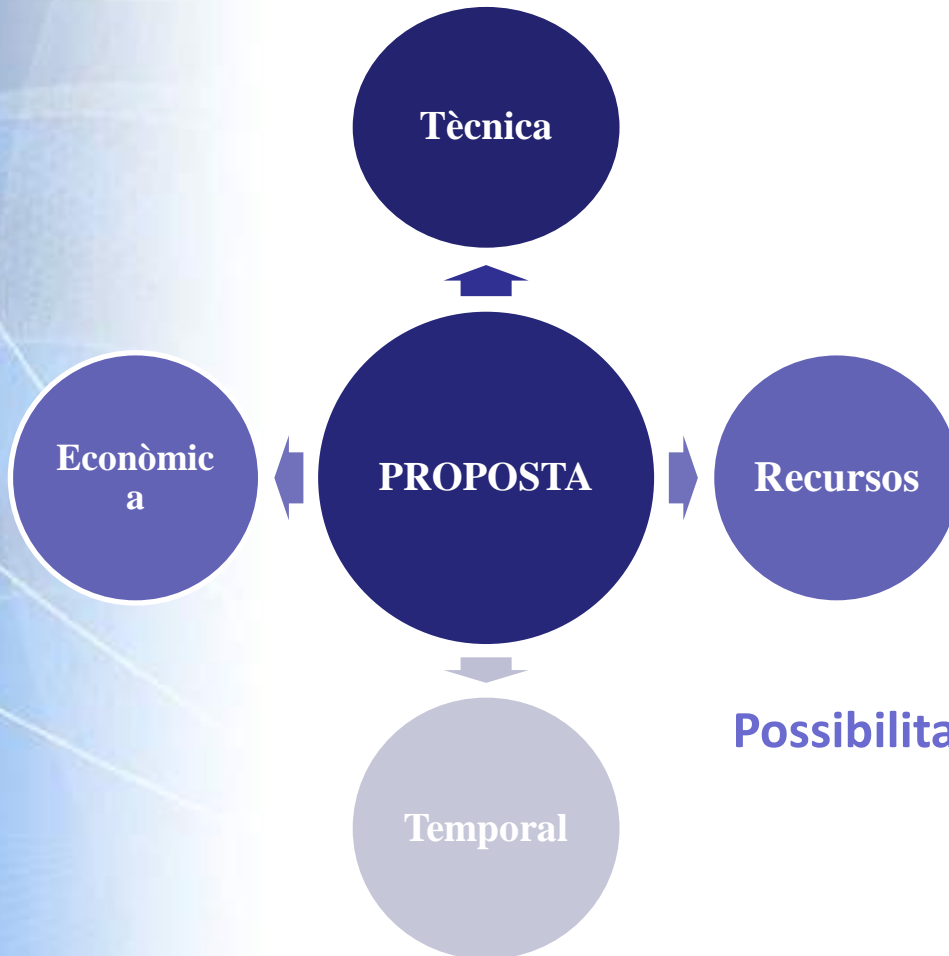 Tècnica
Econòmic
a
PROPOSTA
Recursos
Possibilita
Temporal